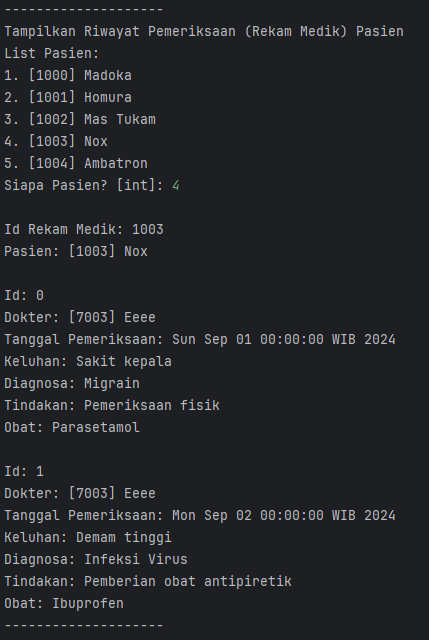 --------------------
Tampilkan Riwayat Pemeriksaan (Rekam Medik) Pasien
List Pasien:
1. [1000] Madoka
2. [1001] Homura
3. [1002] Mas Tukam
4. [1003] Nox
5. [1004] Ambatron
Siapa Pasien? [int]: 4

Id Rekam Medik: 1003
Pasien: [1003] Nox

Id: 0
Dokter: [7003] Eeee
Tanggal Pemeriksaan: Sun Sep 01 00:00:00 WIB 2024
Keluhan: Sakit kepala
Diagnosa: Migrain
Tindakan: Pemeriksaan fisik
Obat: Parasetamol

Id: 1
Dokter: [7003] Eeee
Tanggal Pemeriksaan: Mon Sep 02 00:00:00 WIB 2024
Keluhan: Demam tinggi
Diagnosa: Infeksi Virus
Tindakan: Pemberian obat antipiretik
Obat: Ibuprofen
--------------------